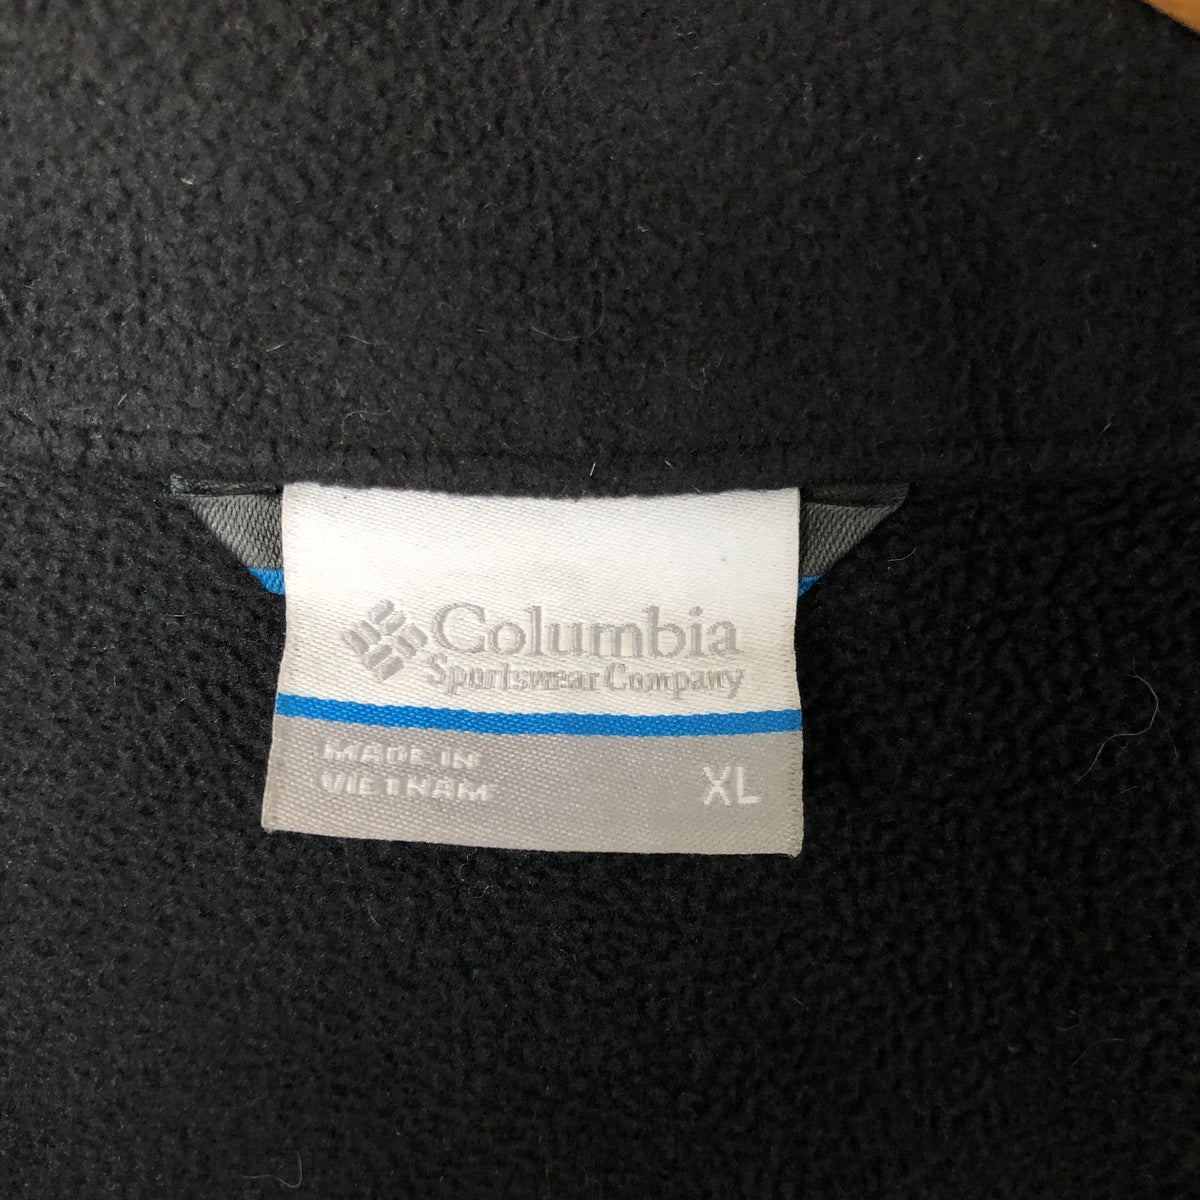 Columbia
Sportswear Company
MADE IN
VIETNAM
XL